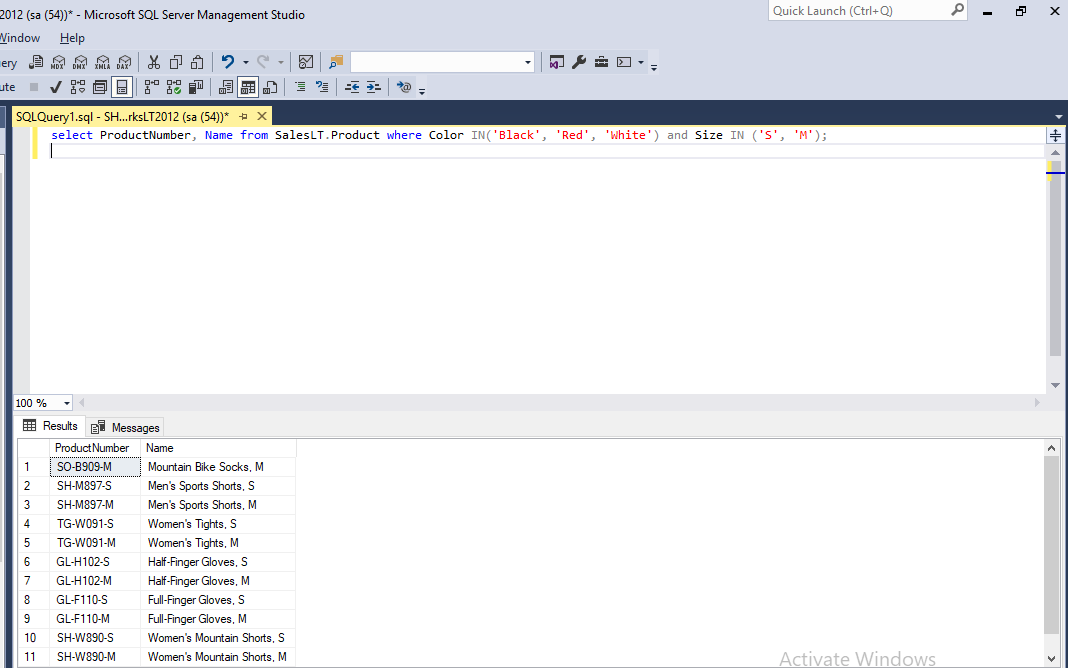 2012 (sa (54))* - Microsoft SQL Server Management Studio
Quick Launch (Ctrl+Q)
Window Help
ery MDX DMX XMLA DAX
ute
SQLQuery1.sql - SH...rksLT2012 (sa (54))*
select ProductNumber, Name from SalesLT.Product where Color IN('Black', 'Red', 'White') and Size IN ('S', 'M');
100 %
Results Messages
ProductNumber Name
1 SO-B909-M Mountain Bike Socks, M
2 SH-M897-S Men's Sports Shorts, S
3 SH-M897-M Men's Sports Shorts, M
4 TG-W091-S Women's Tights, S
5 TG-W091-M Women's Tights, M
6 GL-H102-S Half-Finger Gloves, S
7 GL-H102-M Half-Finger Gloves, M
8 GL-F110-S Full-Finger Gloves, S
9 GL-F110-M Full-Finger Gloves, M
10 SH-W890-S Women's Mountain Shorts, S
11 SH-W890-M Women's Mountain Shorts, M
Activate Windows